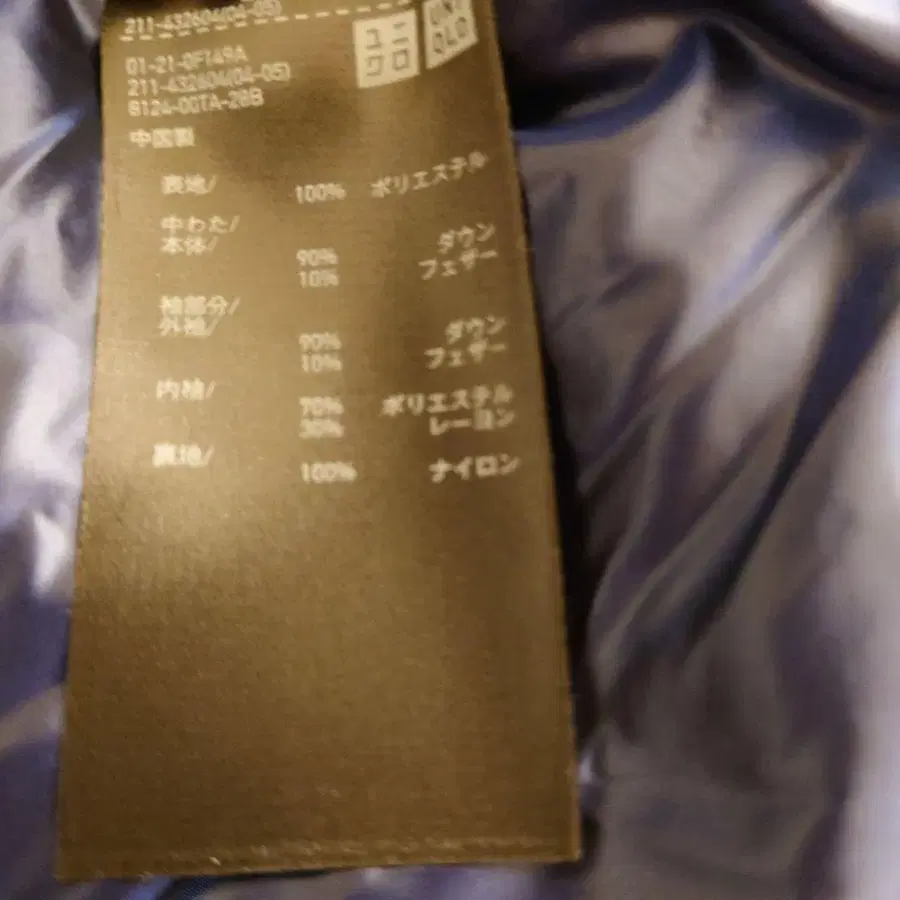 211-432604(04-05)
ユニ
クロ
UNI
QLO
01-21-0F149A
211-432604(04-05)
8124-00TA-28B
中国製
表地/ 100% ポリエステル
中わた/
本体/ 90% ダウン
10% フェザー
袖部分/
外袖/ 90% ダウン
10% フェザー
内袖/ 70% ポリエステル
30% レーヨン
裏地/ 100% ナイロン